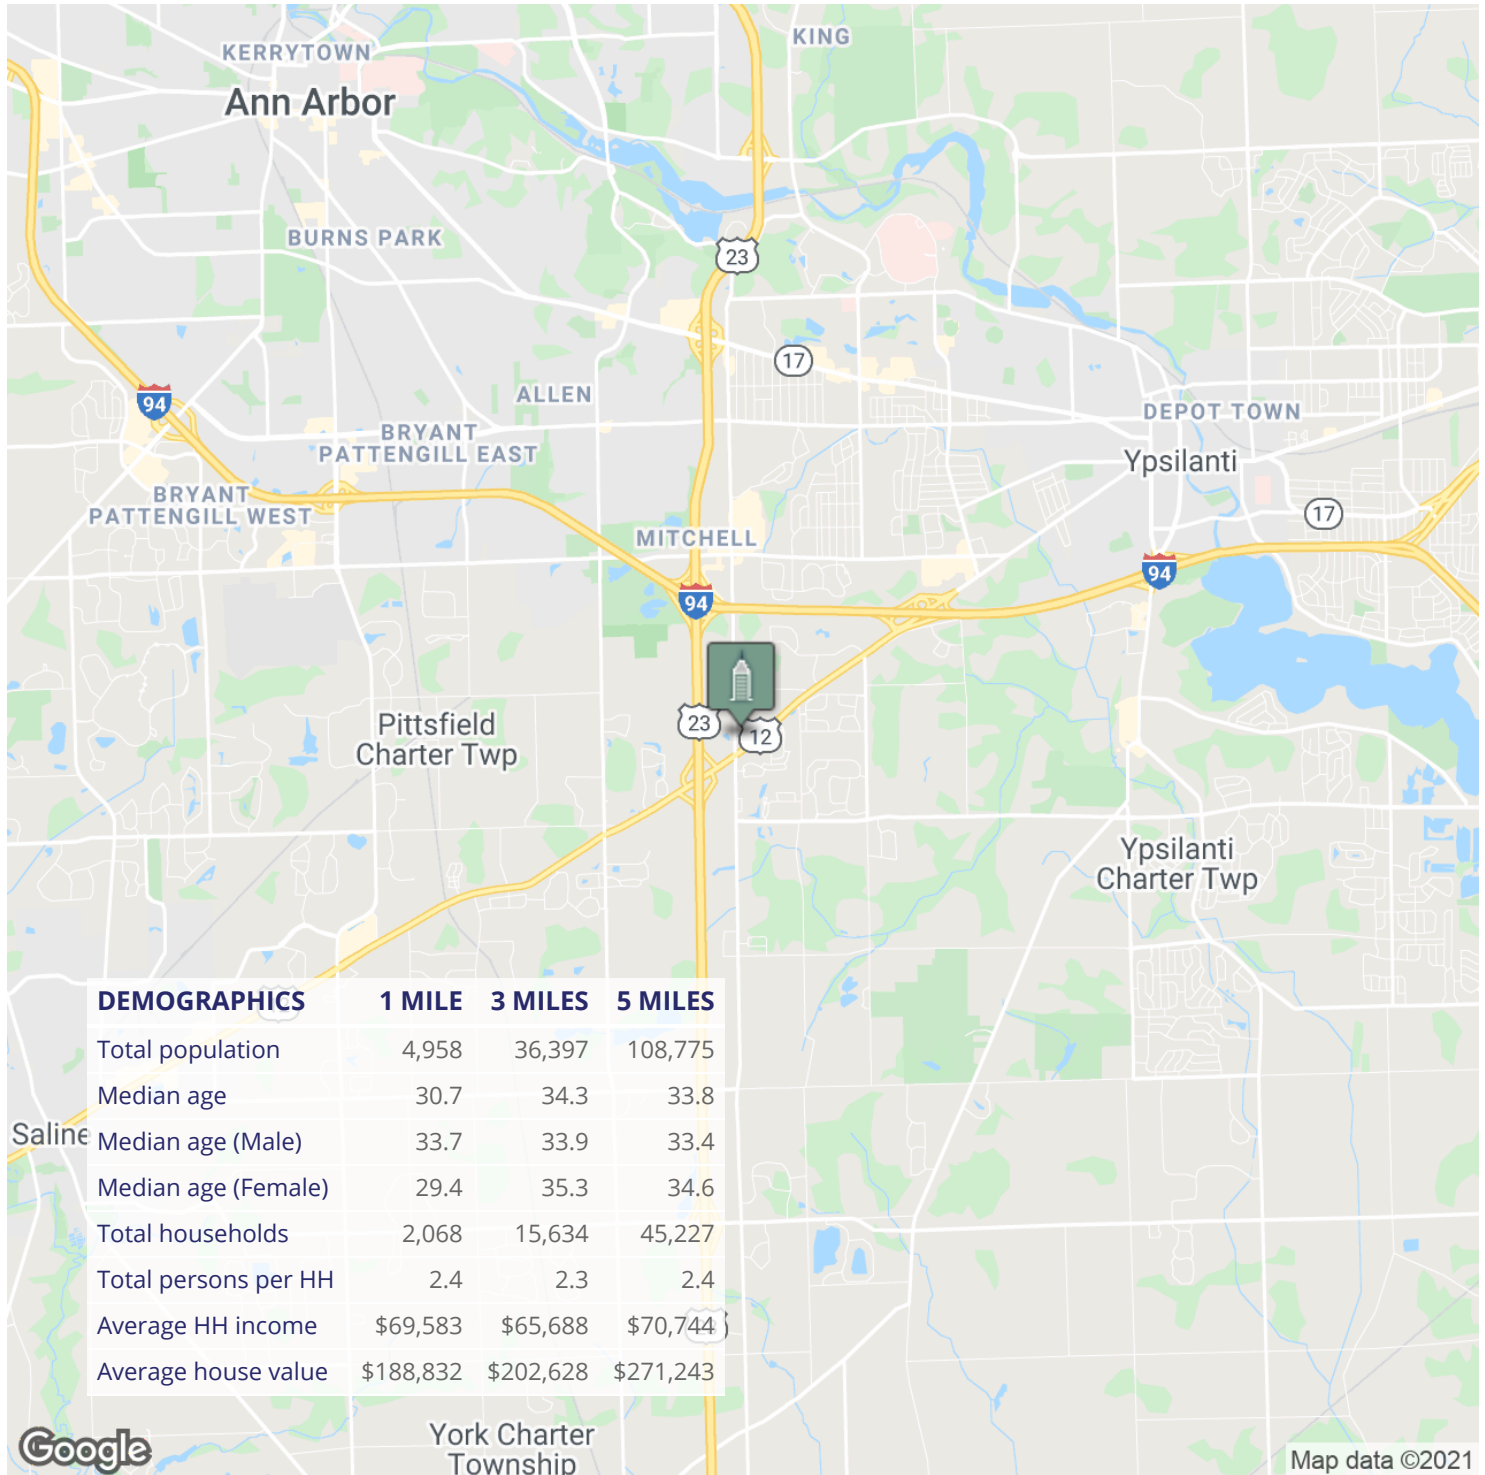 KING
KERRYTOWN
Ann Arbor
BURNS PARK
23
17
ALLEN
94
DEPOT TOWN
BRYANT
PATTENGILL EAST
Ypsilanti
BRYANT
PATTENGILL WEST
17
MITCHELL
94
94
Pittsfield
Charter Twp
23
12
Ypsilanti
Charter Twp
DEMOGRAPHICS 1 MILE 3 MILES 5 MILES
Total population 4,958 36,397 108,775
Median age 30.7 34.3 33.8
Saline
Median age (Male) 33.7 33.9 33.4
Median age (Female) 29.4 35.3 34.6
Total households 2,068 15,634 45,227
Total persons per HH 2.4 2.3 2.4
Average HH income $69,583 $65,688 $70,744
Average house value $188,832 $202,628 $271,243
York Charter
Township
Google
Map data ©2021